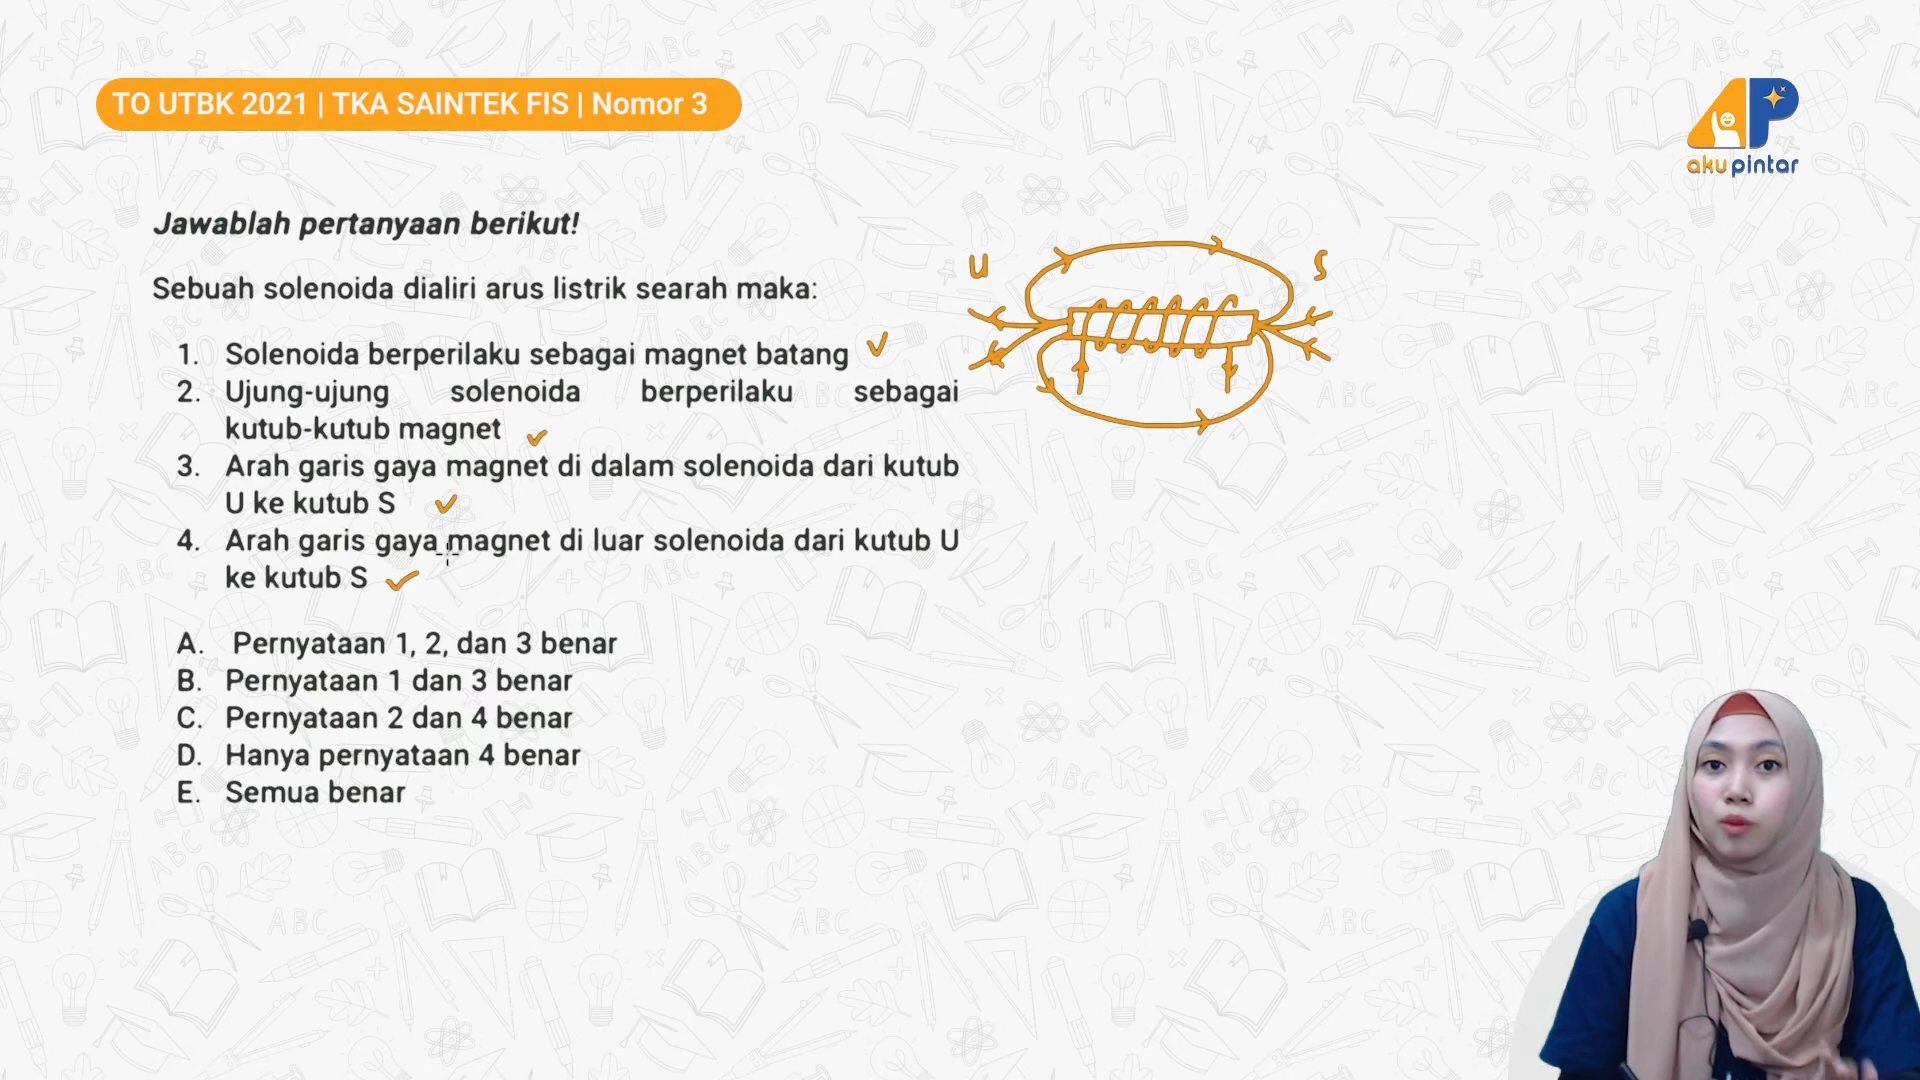 TO UTBK 2021 | TKA SAINTEK FIS | Nomor 3
aku pintar
Jawablah pertanyaan berikut!
Sebuah solenoida dialiri arus listrik searah maka:
1. Solenoida berperilaku sebagai magnet batang
2. Ujung-ujung solenoida berperilaku sebagai
kutub-kutub magnet
3. Arah garis gaya magnet di dalam solenoida dari kutub
U ke kutub S
4. Arah garis gaya magnet di luar solenoida dari kutub U
ke kutub S
A. Pernyataan 1, 2, dan 3 benar
B. Pernyataan 1 dan 3 benar
C. Pernyataan 2 dan 4 benar
D. Hanya pernyataan 4 benar
E. Semua benar
U S